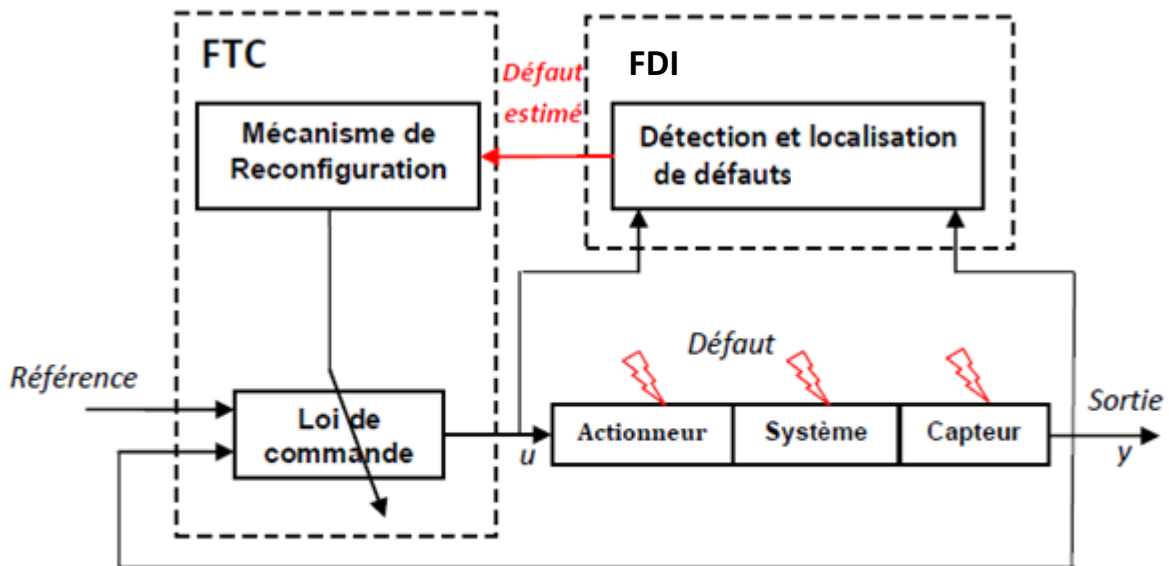 FTC
FDI
Défaut
estimé
Mécanisme de
Reconfiguration
Détection et localisation
de défauts
Défaut
Référence
Loi de
commande
u
Actionneur
Système
Capteur
Sortie
y